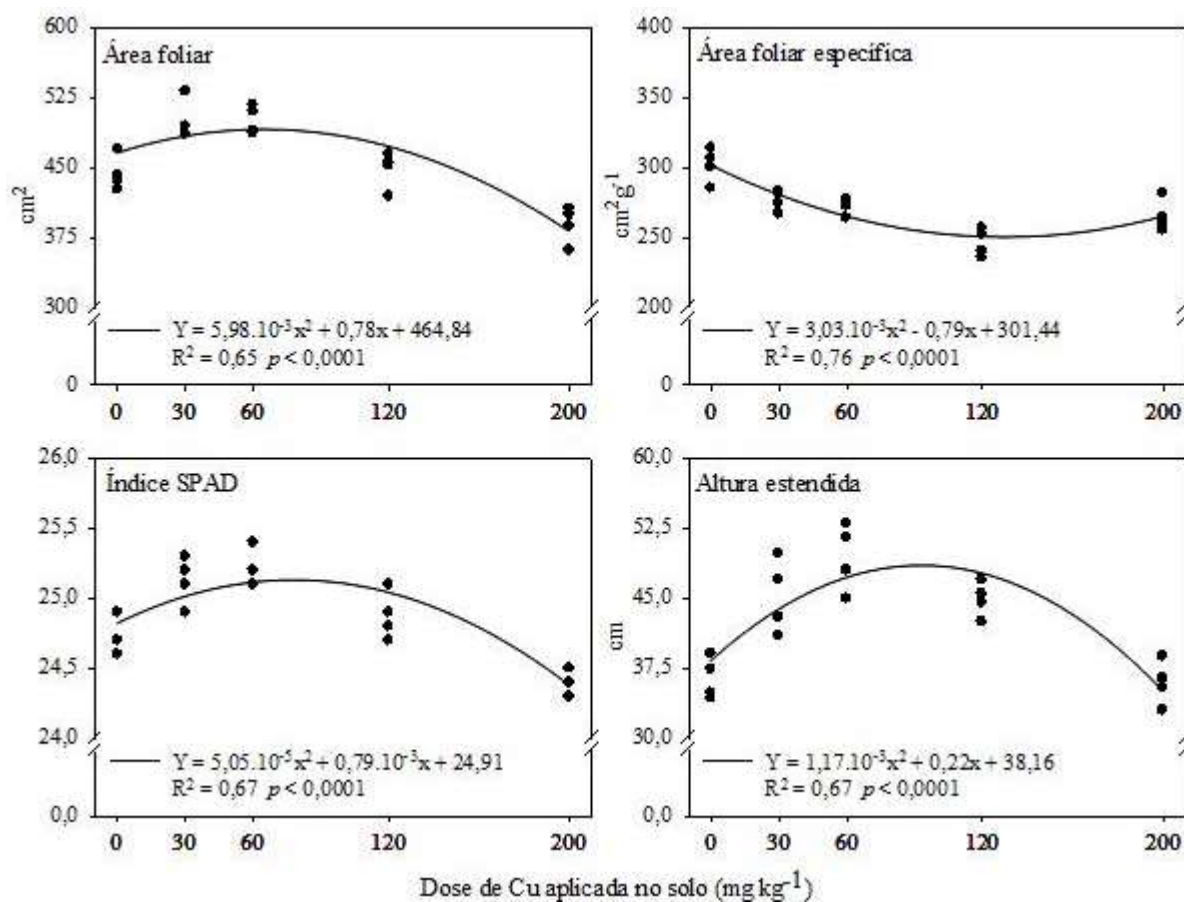 Área foliar
cm²
600
525
450
375
300
0
Y = 5,98.10⁻³x² + 0,78x + 464,84
R² = 0,65 p < 0,0001
0 30 60 120 200
Área foliar específica
cm² g⁻¹
400
300
250
200
0
Y = 3,03.10⁻³x² - 0,79x + 301,44
R² = 0,76 p < 0,0001
0 30 60 120 200
Índice SPAD
26,0
25,5
25,0
24,5
24,0
0,0
Y = 5,05.10⁻⁵x² + 0,79.10⁻³x + 24,91
R² = 0,67 p < 0,0001
0 30 60 120 200
Altura estendida
cm
60,0
52,5
45,0
37,5
30,0
0,0
Y = 1,17.10⁻³x² + 0,22x + 38,16
R² = 0,67 p < 0,0001
0 30 60 120 200
Dose de Cu aplicada no solo (mg kg⁻¹)